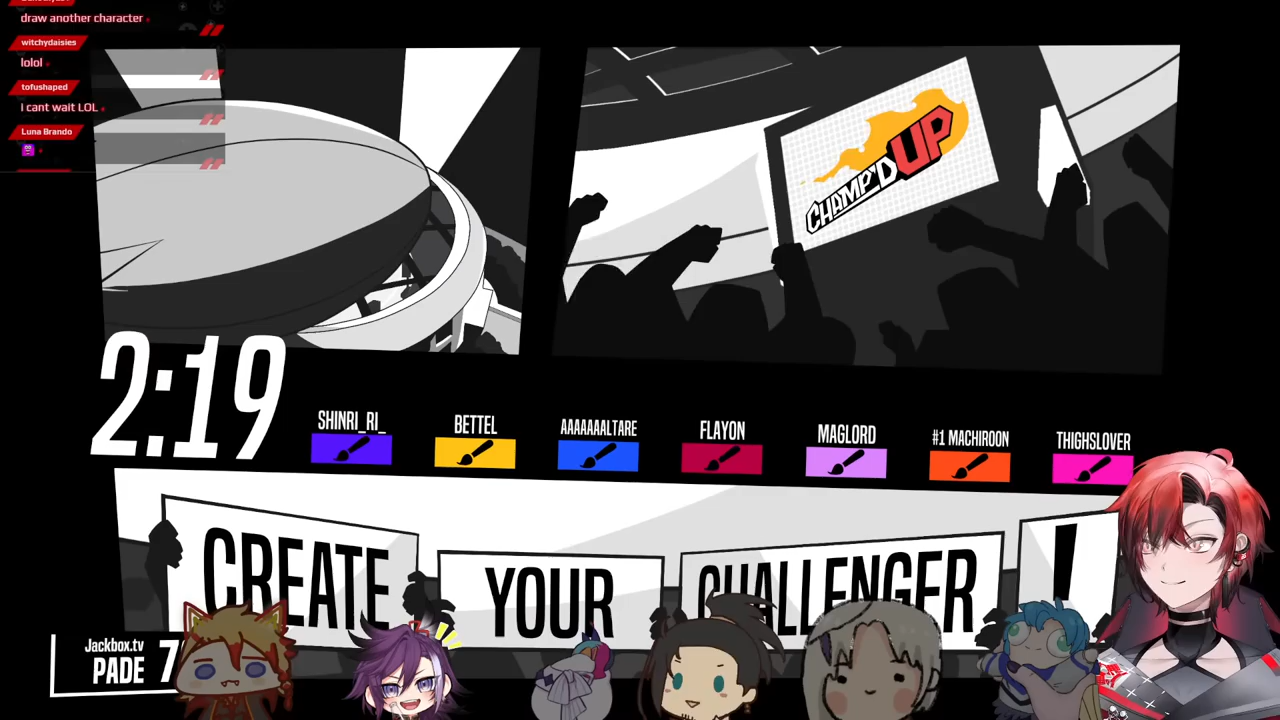 draw another character
witchydaisies
lolol
tofushaped
I cant wait LOL
Luna Brando
CHAMP'D UP
2:19
SHINRI_RI_
BETTEL
AAAAAAALTARE
FLAYON
MAGLORD
#1 MACHIROON
THIGHSLOVER
CREATE
YOUR
CHALLENGER
!
Jackbox.tv
PADE 7